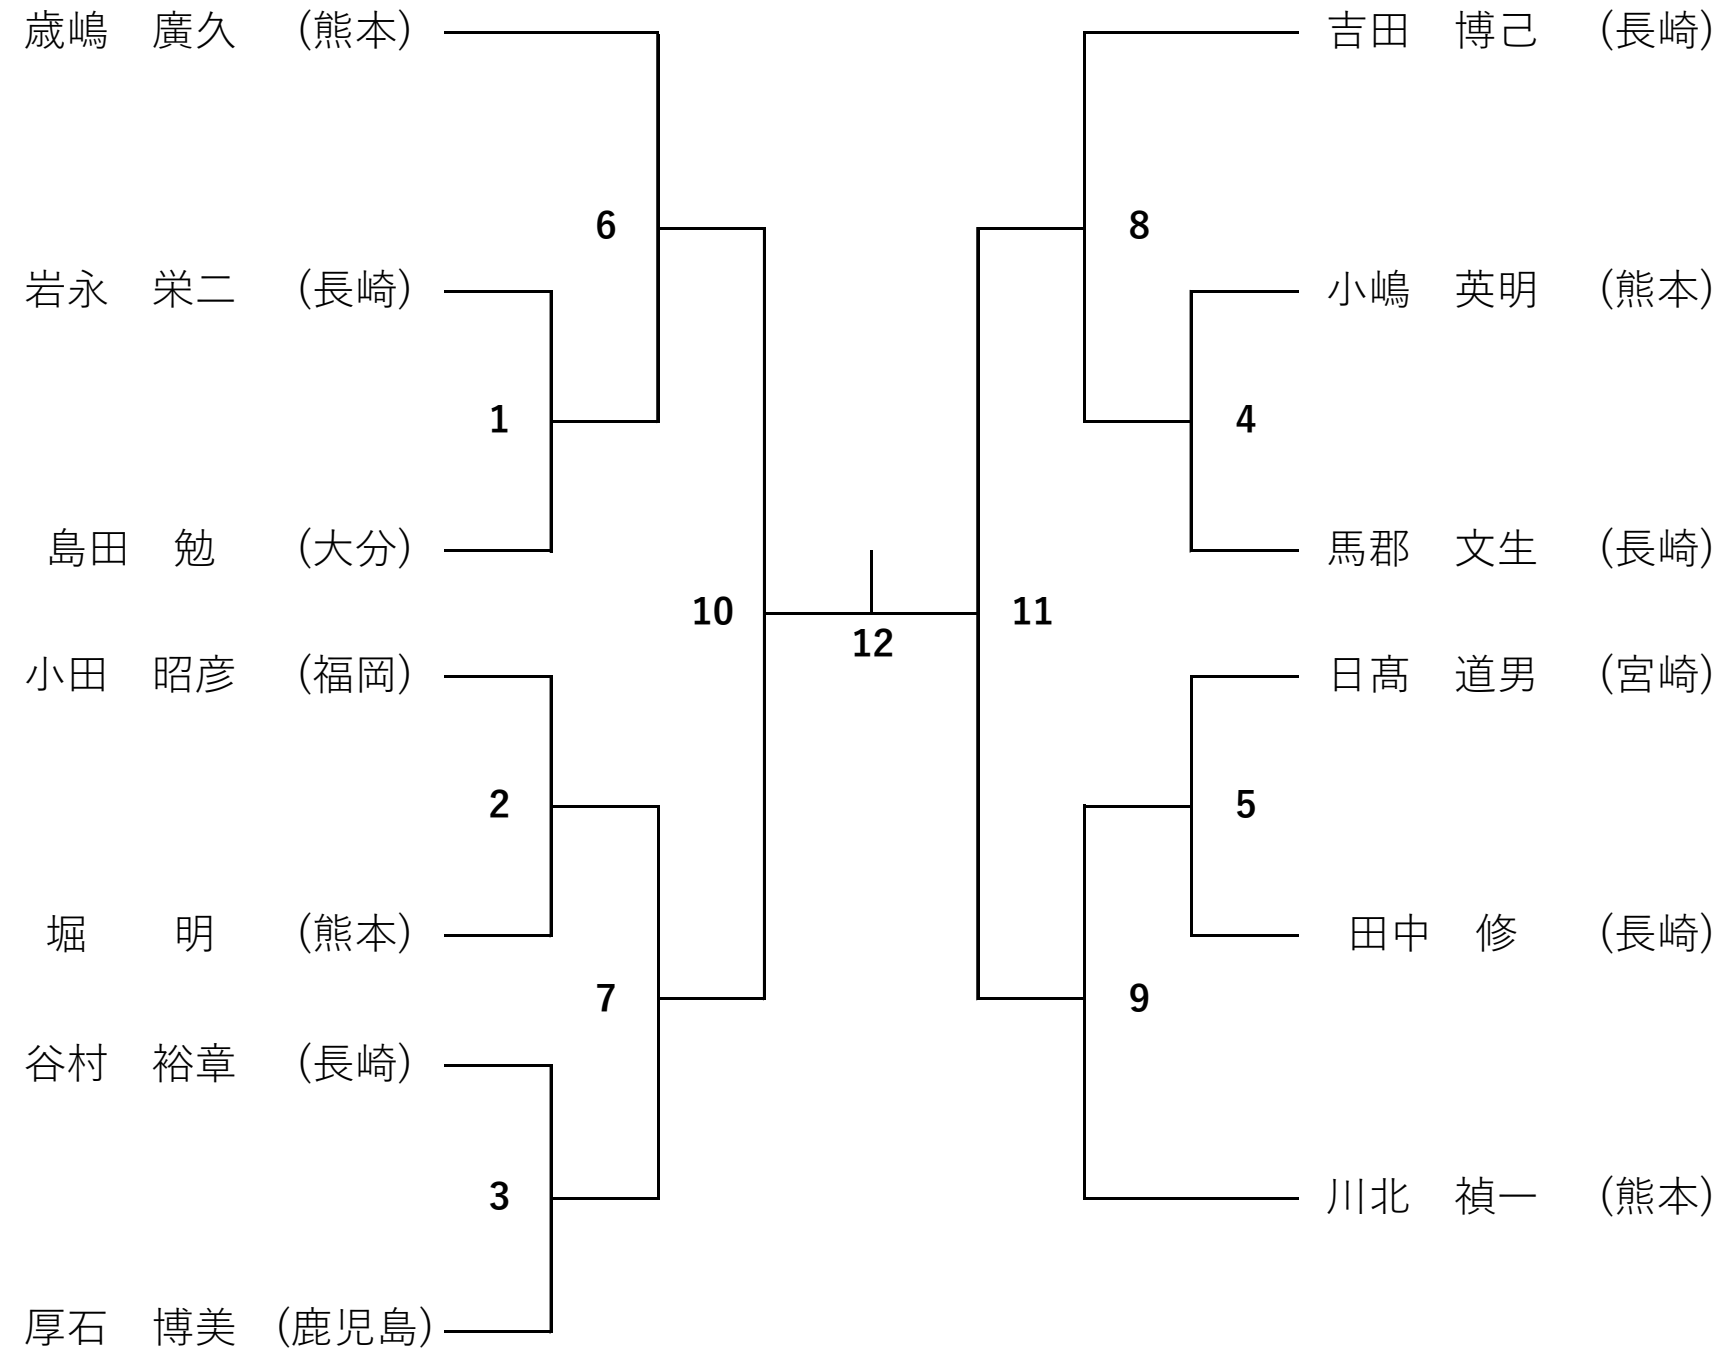 歳嶋　廣久　(熊本)
6
岩永　栄二　(長崎)
1
島田　勉　(大分)
10
小田　昭彦　(福岡)
2
堀　明　(熊本)
7
谷村　裕章　(長崎)
3
厚石　博美　(鹿児島)
12
吉田　博己　(長崎)
8
小嶋　英明　(熊本)
4
馬郡　文生　(長崎)
11
日髙　道男　(宮崎)
5
田中　修　(長崎)
9
川北　禎一　(熊本)